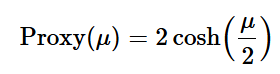 Proxy(μ) = 2 cosh(μ/2)